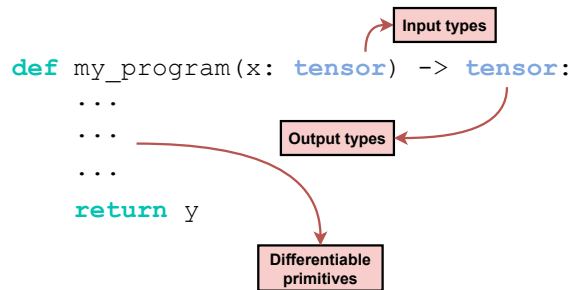 Input types
def my_program(x: tensor) -> tensor:
...
...
Output types
...
return y
Differentiable
primitives